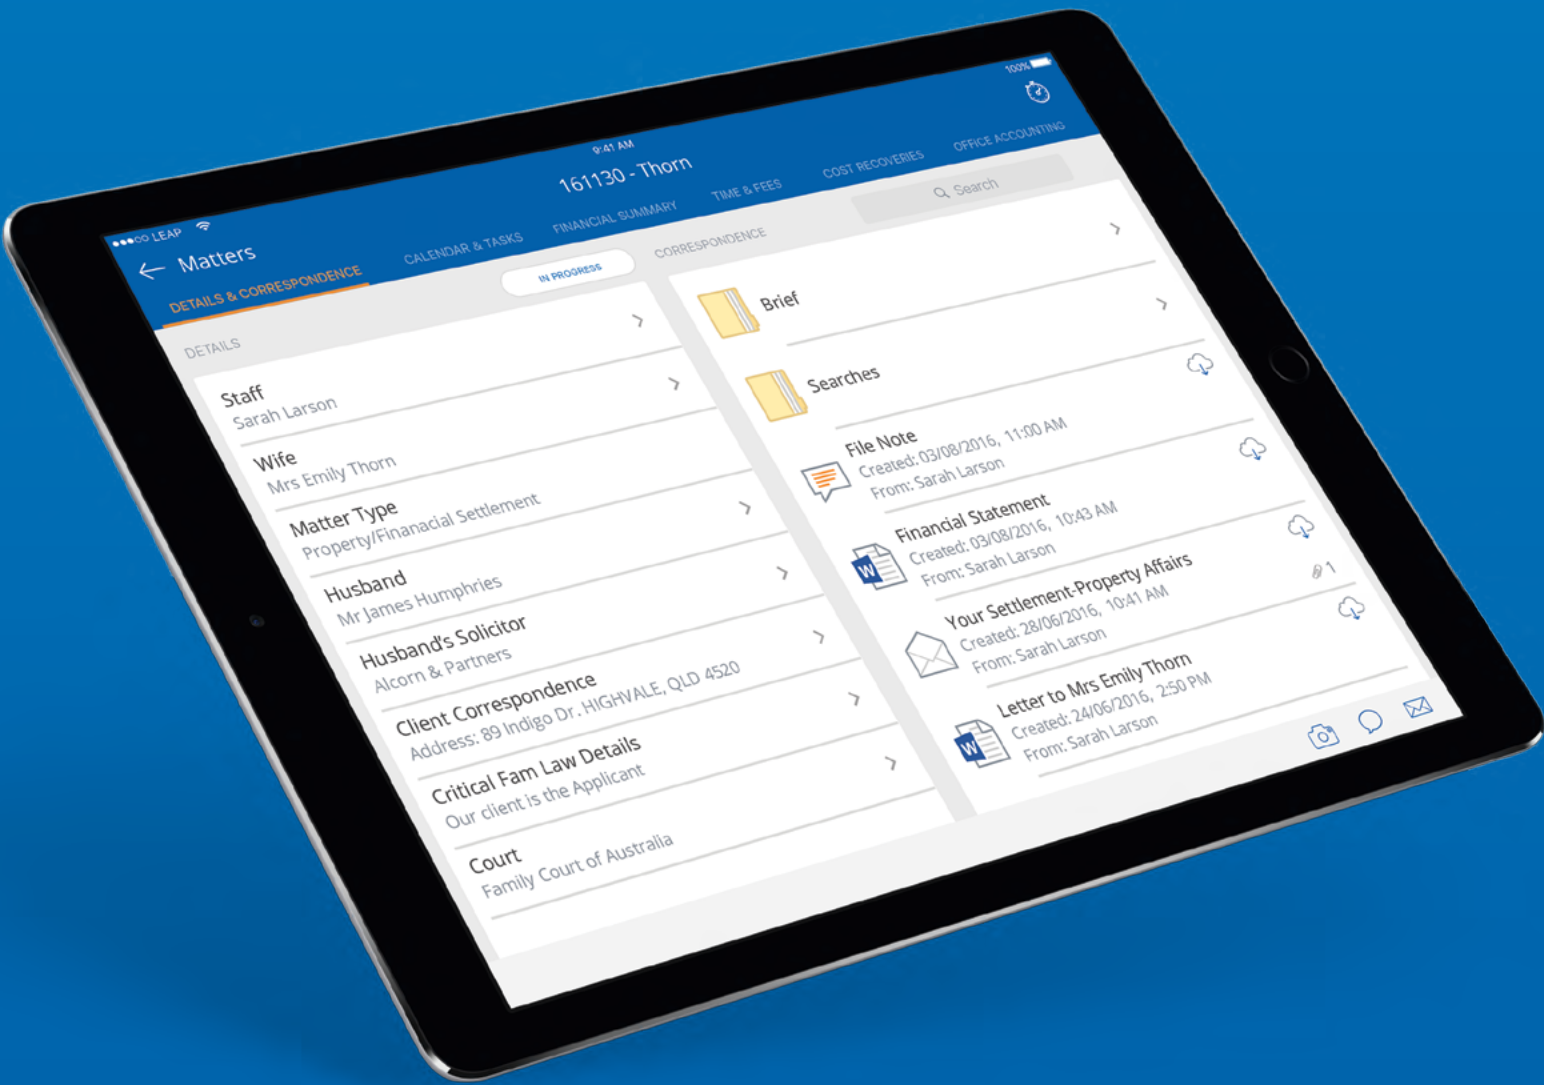 LEAP
9:41 AM
100%
Matters
161130 - Thorn
DETAILS & CORRESPONDENCE
CALENDAR & TASKS
FINANCIAL SUMMARY
TIME & FEES
COST RECOVERIES
OFFICE ACCOUNTING
DETAILS
IN PROGRESS
Staff
Sarah Larson
Wife
Mrs Emily Thorn
Matter Type
Property/Finanacial Settlement
Husband
Mr James Humphries
Husband's Solicitor
Alcorn & Partners
Client Correspondence
Address: 89 Indigo Dr. HIGHVALE, QLD 4520
Critical Fam Law Details
Our client is the Applicant
Court
Family Court of Australia
CORRESPONDENCE
Search
Brief
Searches
File Note
Created: 03/08/2016, 11:00 AM
From: Sarah Larson
W
Financial Statement
Created: 03/08/2016, 10:43 AM
From: Sarah Larson
Your Settlement-Property Affairs
Created: 28/06/2016, 10:41 AM
From: Sarah Larson
1
W
Letter to Mrs Emily Thorn
Created: 24/06/2016, 2:50 PM
From: Sarah Larson